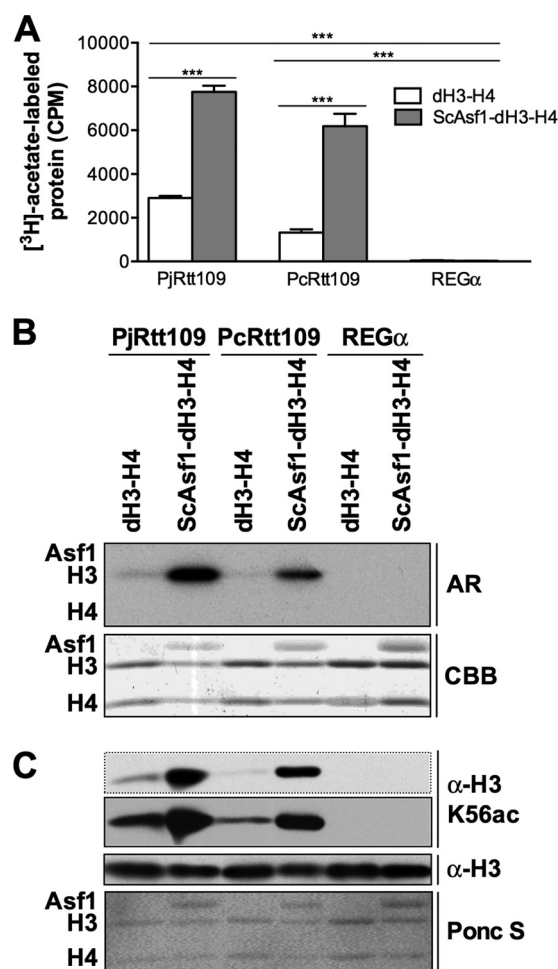 A
[³H]-acetate-labeled
protein (CPM)
10000
8000
6000
4000
2000
0
***
***
***
***
dH3-H4
ScAsf1-dH3-H4
PjRtt109
PcRtt109
REGα
B
PjRtt109 PcRtt109 REGα
dH3-H4
ScAsf1-dH3-H4
dH3-H4
ScAsf1-dH3-H4
dH3-H4
ScAsf1-dH3-H4
Asf1
H3
H4
AR
Asf1
H3
H4
CBB
C
α-H3
K56ac
α-H3
Asf1
H3
H4
Ponc S